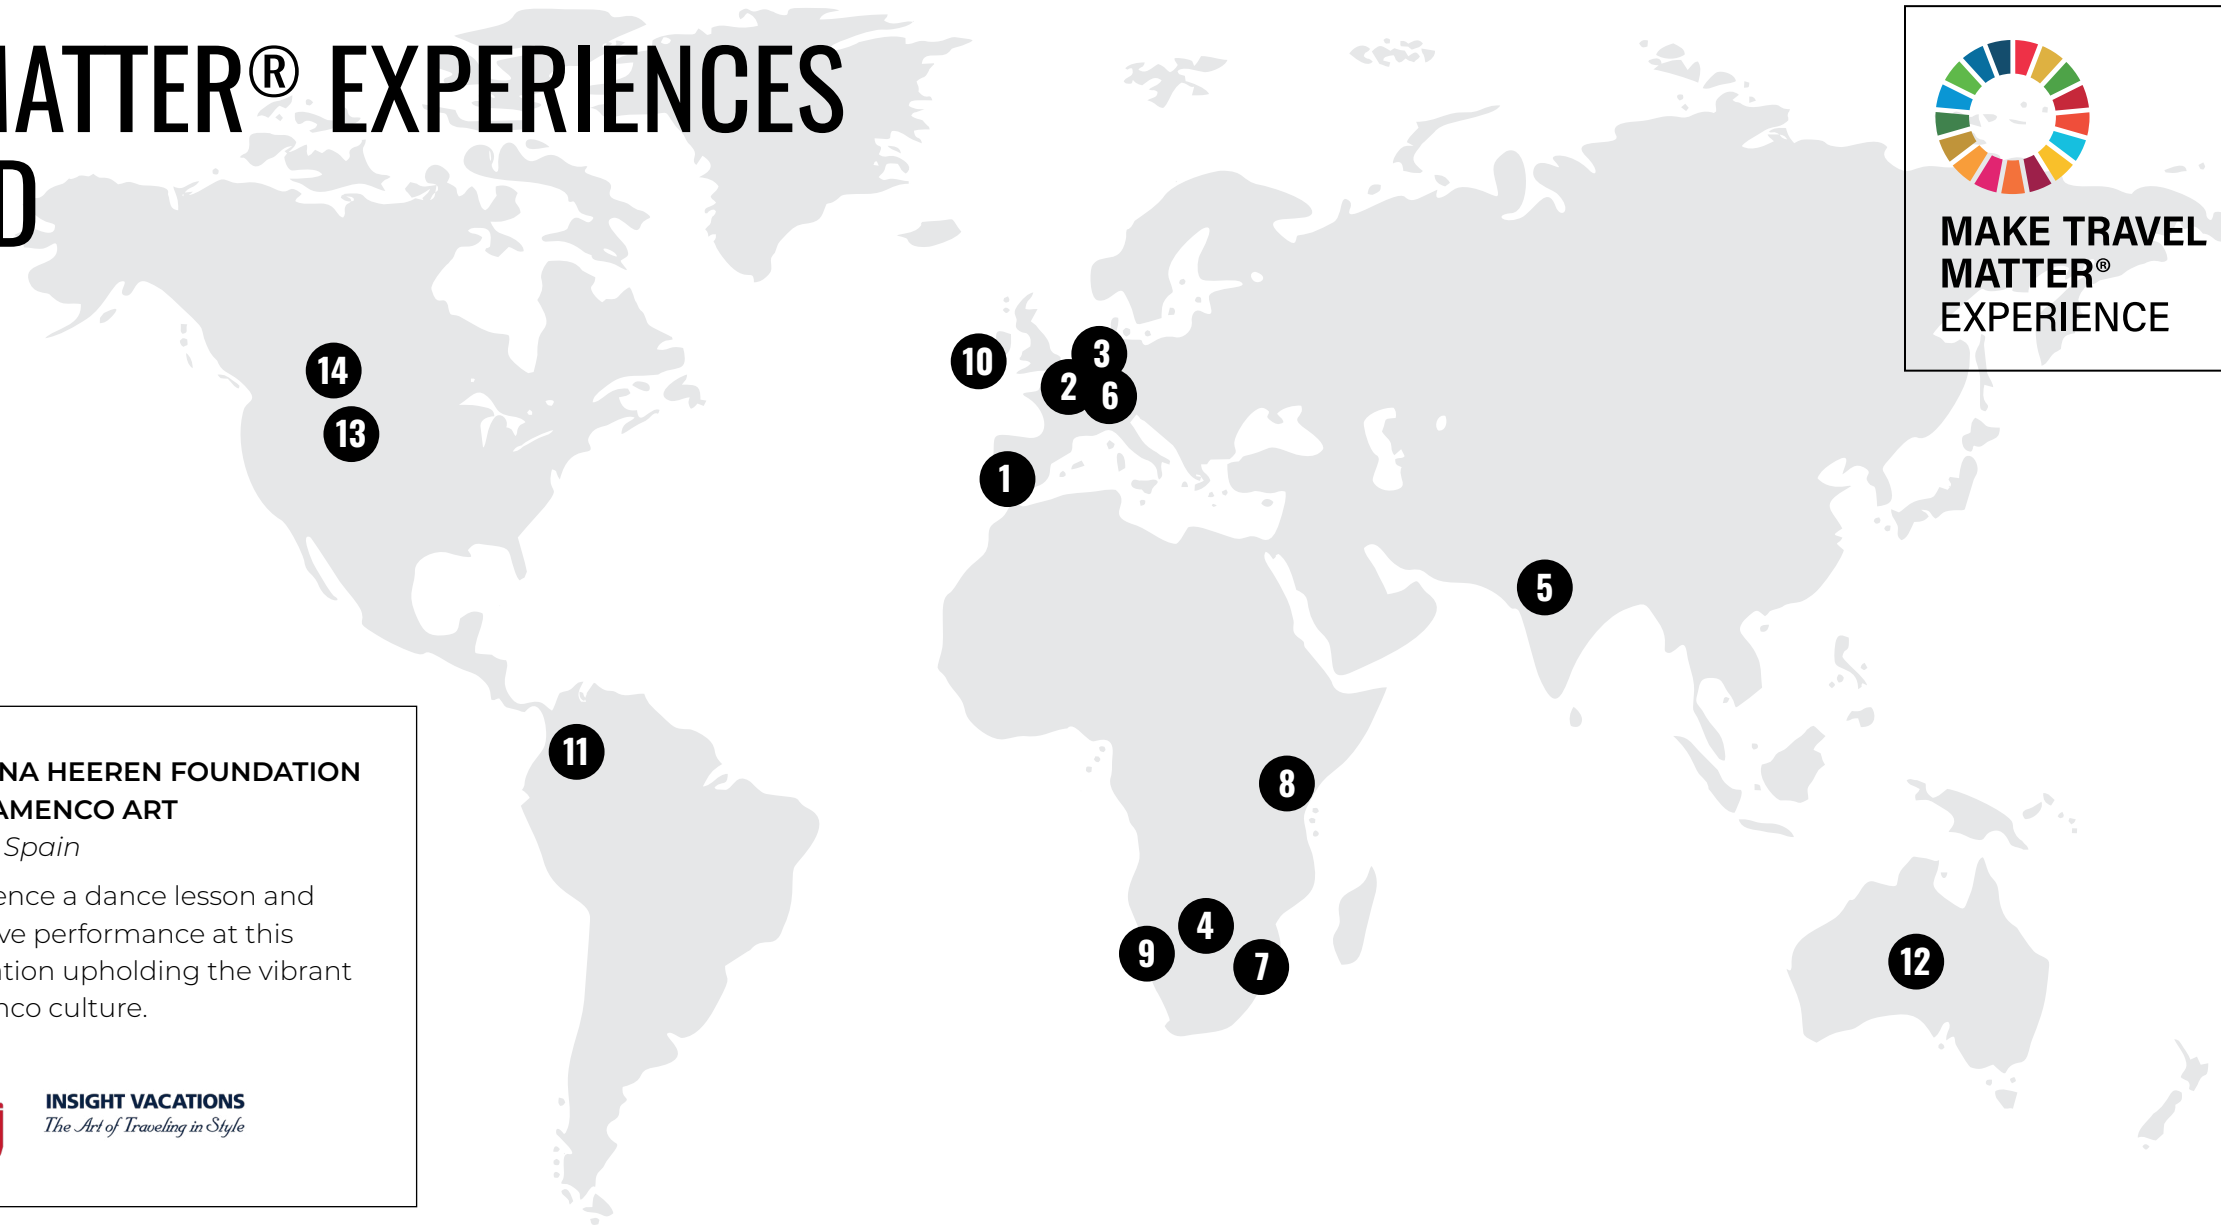 MATTER® EXPERIENCES
D
MAKE TRAVEL
MATTER®
EXPERIENCE
14
13
10
3
2
6
1
5
11
8
4
9
7
12
NA HEEREN FOUNDATION
AMENCO ART
Spain
ence a dance lesson and
ve performance at this
ation upholding the vibrant
nco culture.
INSIGHT VACATIONS
The Art of Traveling in Style